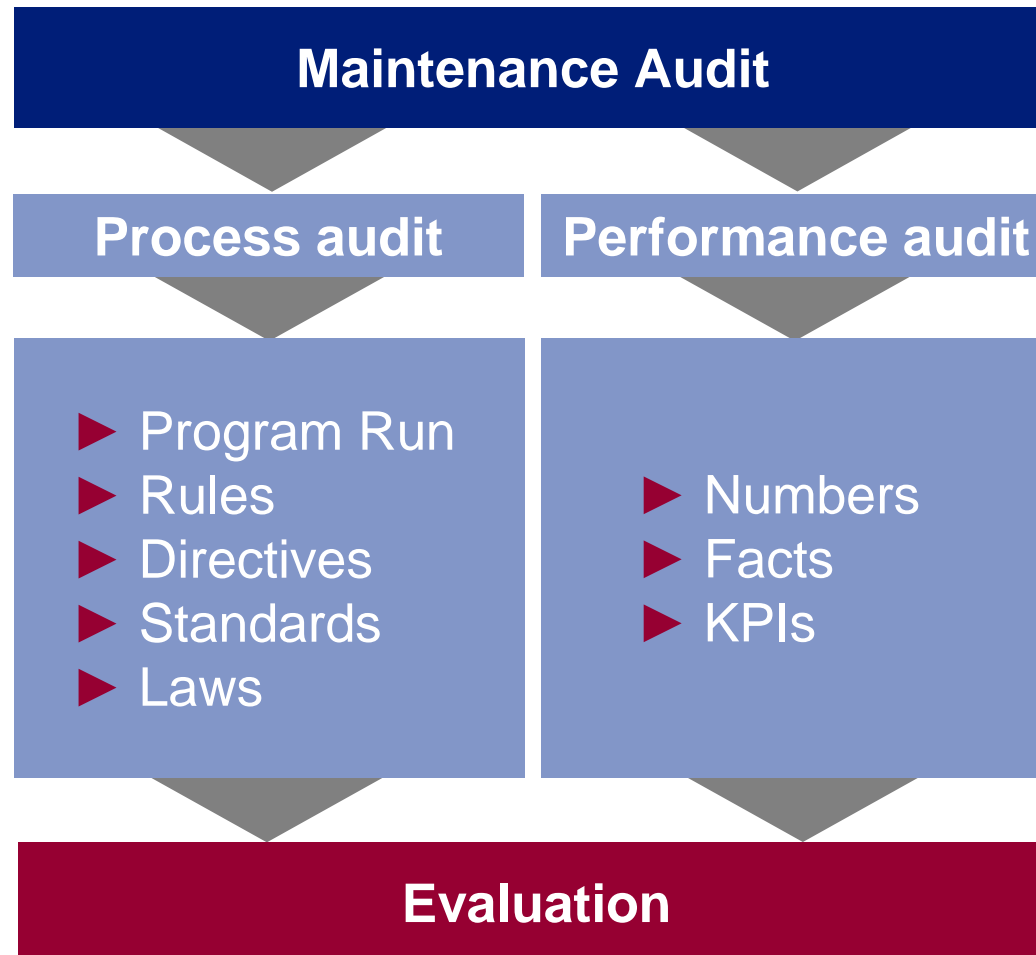 Maintenance Audit
Process audit
Performance audit
Program Run
Rules
Directives
Standards
Laws
Numbers
Facts
KPIs
Evaluation